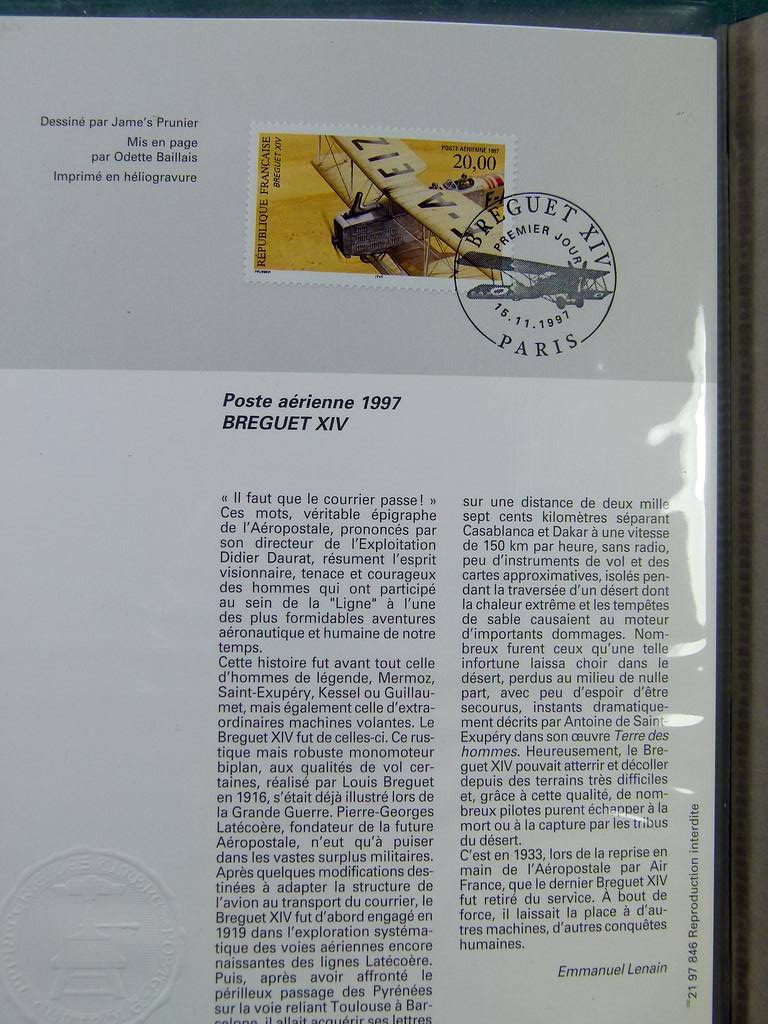 Dessiné par Jame's Prunier
Mis en page
par Odette Baillais
Imprimé en héliogravure
RÉPUBLIQUE FRANÇAISE
BREGUET XIV
POSTE AÉRIENNE 1997
20,00
F-AEIZ
PRUNIER
ITVF
BREGUET XIV
PREMIER JOUR
15.11.1997
PARIS
Poste aérienne 1997
BREGUET XIV
« Il faut que le courrier passe ! »
Ces mots, véritable épigraphe
de l'Aéropostale, prononcés par
son directeur de l'Exploitation
Didier Daurat, résument l'esprit
visionnaire, tenace et courageux
des hommes qui ont participé
au sein de la "Ligne" à l'une
des plus formidables aventures
aéronautique et humaine de notre
temps.
Cette histoire fut avant tout celle
d'hommes de légende, Mermoz,
Saint-Exupéry, Kessel ou Guillau-
met, mais également celle d'extra-
ordinaires machines volantes. Le
Breguet XIV fut de celles-ci. Ce rus-
tique mais robuste monomoteur
biplan, aux qualités de vol cer-
taines, réalisé par Louis Breguet
en 1916, s'était déjà illustré lors de
la Grande Guerre. Pierre-Georges
Latécoère, fondateur de la future
Aéropostale, n'eut qu'à puiser
dans les vastes surplus militaires.
Après quelques modifications des-
tinées à adapter la structure de
l'avion au transport du courrier, le
Breguet XIV fut d'abord engagé en
1919 dans l'exploration systéma-
tique des voies aériennes encore
naissantes des lignes Latécoère.
Puis, après avoir affronté le
périlleux passage des Pyrénées
sur la voie reliant Toulouse à Bar-
celone, il allait acquérir ses lettres
sur une distance de deux mille
sept cents kilomètres séparant
Casablanca et Dakar à une vitesse
de 150 km par heure, sans radio,
peu d'instruments de vol et des
cartes approximatives, isolés pen-
dant la traversée d'un désert dont
la chaleur extrême et les tempêtes
de sable causaient au moteur
d'importants dommages. Nom-
breux furent ceux qu'une telle
infortune laissa choir dans le
désert, perdus au milieu de nulle
part, avec peu d'espoir d'être
secourus, instants dramatique-
ment décrits par Antoine de Saint-
Exupéry dans son œuvre Terre des
hommes. Heureusement, le Bre-
guet XIV pouvait atterrir et décoller
depuis des terrains très difficiles
et, grâce à cette qualité, de nom-
breux pilotes purent échapper à la
mort ou à la capture par les tribus
du désert.
C'est en 1933, lors de la reprise en
main de l'Aéropostale par Air
France, que le dernier Breguet XIV
fut retiré du service. À bout de
force, il laissait la place à d'au-
tres machines, d'autres conquêtes
humaines.
Emmanuel Lenain
21 97 846 Reproduction interdite